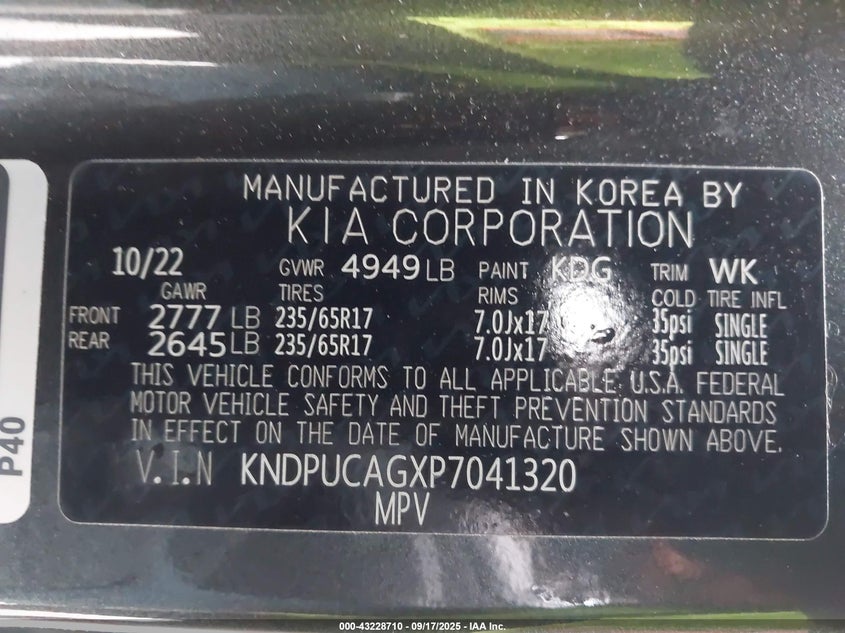 MANUFACTURED IN KOREA BY
KIA CORPORATION
10/22 GVWR 4949 LB PAINT KDG TRIM WK
GAWR TIRES RIMS COLD TIRE INFL
FRONT 2777 LB 235/65R17 7.0Jx17 35psi SINGLE
REAR 2645 LB 235/65R17 7.0Jx17 35psi SINGLE
THIS VEHICLE CONFORMS TO ALL APPLICABLE U.S.A. FEDERAL
MOTOR VEHICLE SAFETY AND THEFT PREVENTION STANDARDS
IN EFFECT ON THE DATE OF MANUFACTURE SHOWN ABOVE.
V.I.N KNDPUCAGXP7041320
MPV
P40
000-43228710 - 09/17/2025 - IAA Inc.